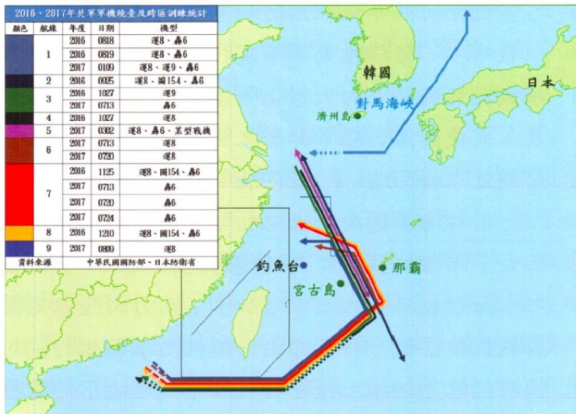 2016、2017年共軍軍機繞臺及跨區訓練統計
顏色 航線 年度 日期 機型
1 2016 0818 運8、轟6
2016 0819 運8、轟6
2017 0109 運8、運9、轟6
2 2016 0925 運8、圖154、轟6
3 2016 1027 運9
2017 0713 轟6
4 2016 1027 運8
5 2017 0302 運8、轟6、某型戰機
6 2017 0713 運8
2017 0720 運8
7 2016 1125 運8、圖154、轟6
2017 0713 轟6
2017 0720 轟6
2017 0724 轟6
8 2016 1210 運8、圖154、轟6
9 2017 0809 運8
資料來源 中華民國國防部、日本防衛省
韓國
日本
對馬海峽
濟州島
釣魚台
那霸
宮古島